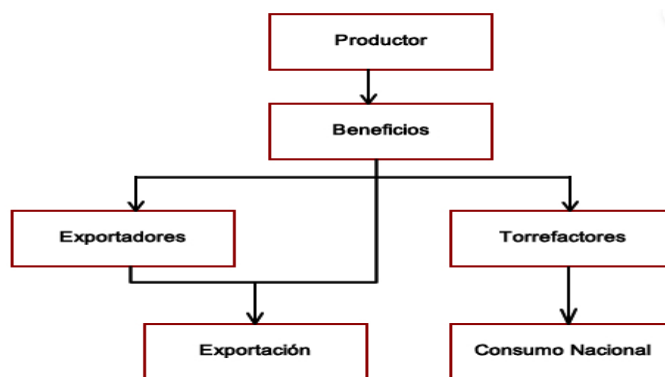 Productor
Beneficios
Exportadores
Torrefactores
Exportación
Consumo Nacional